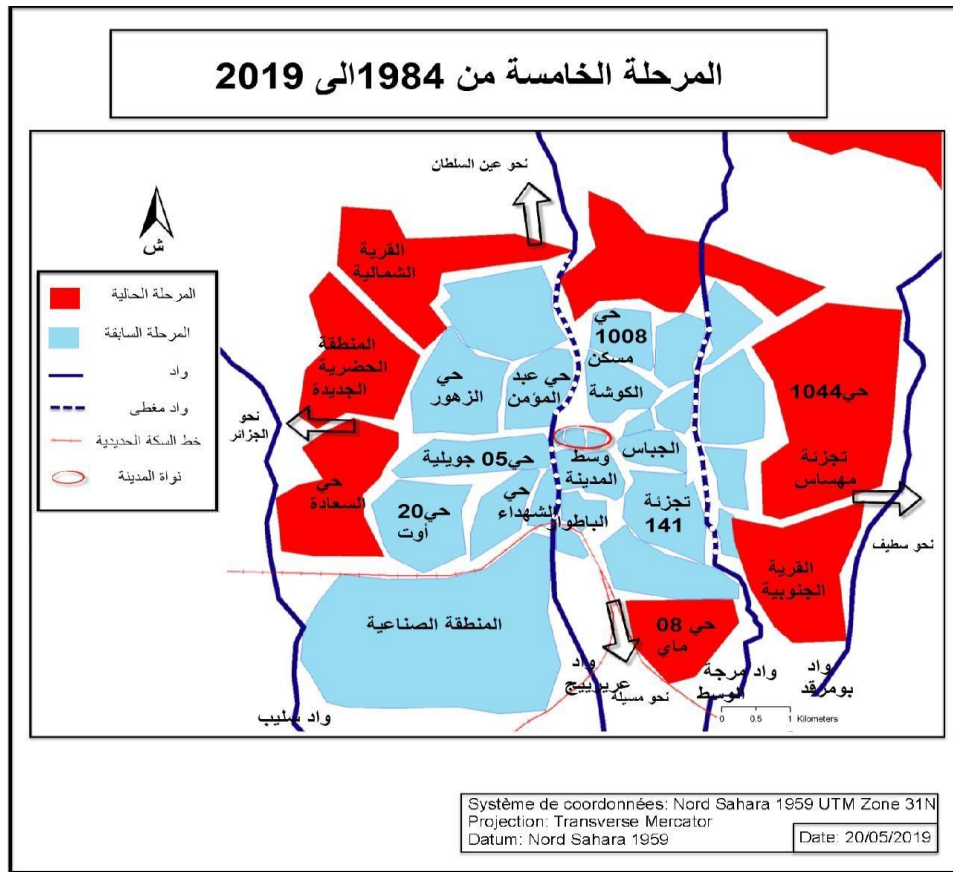 المرحلة الخامسة من 1984الى 2019
نحو عين السلطان
ش
المرحلة الحالية
المرحلة السابقة
واد
واد مغطى
خط السكة الحديدية
نواة المدينة
القرية
الشمالية
المنطقة
الحضرية
الجديدة
نحو
الجزائر
حي
السعادة
حي
الزهور
حي عبد
المؤمن
حي
1008
مسكن
الكوشة
حي1044
تجزئة
مهساس
نحو سطيف
حي05 جويلية
وسط
المدينة
الجباس
حي20
أوت
حي
الشهداء
الباطوار
تجزئة
141
القرية
الجنوبية
المنطقة الصناعية
حي 08
ماي
واد سليب
واد
عريرييج
نحو مسيلة
واد مرجة
الوسط
واد
بومرقد
0 0.5 1 Kilometers
Système de coordonnées: Nord Sahara 1959 UTM Zone 31N
Projection: Transverse Mercator
Datum: Nord Sahara 1959
Date: 20/05/2019